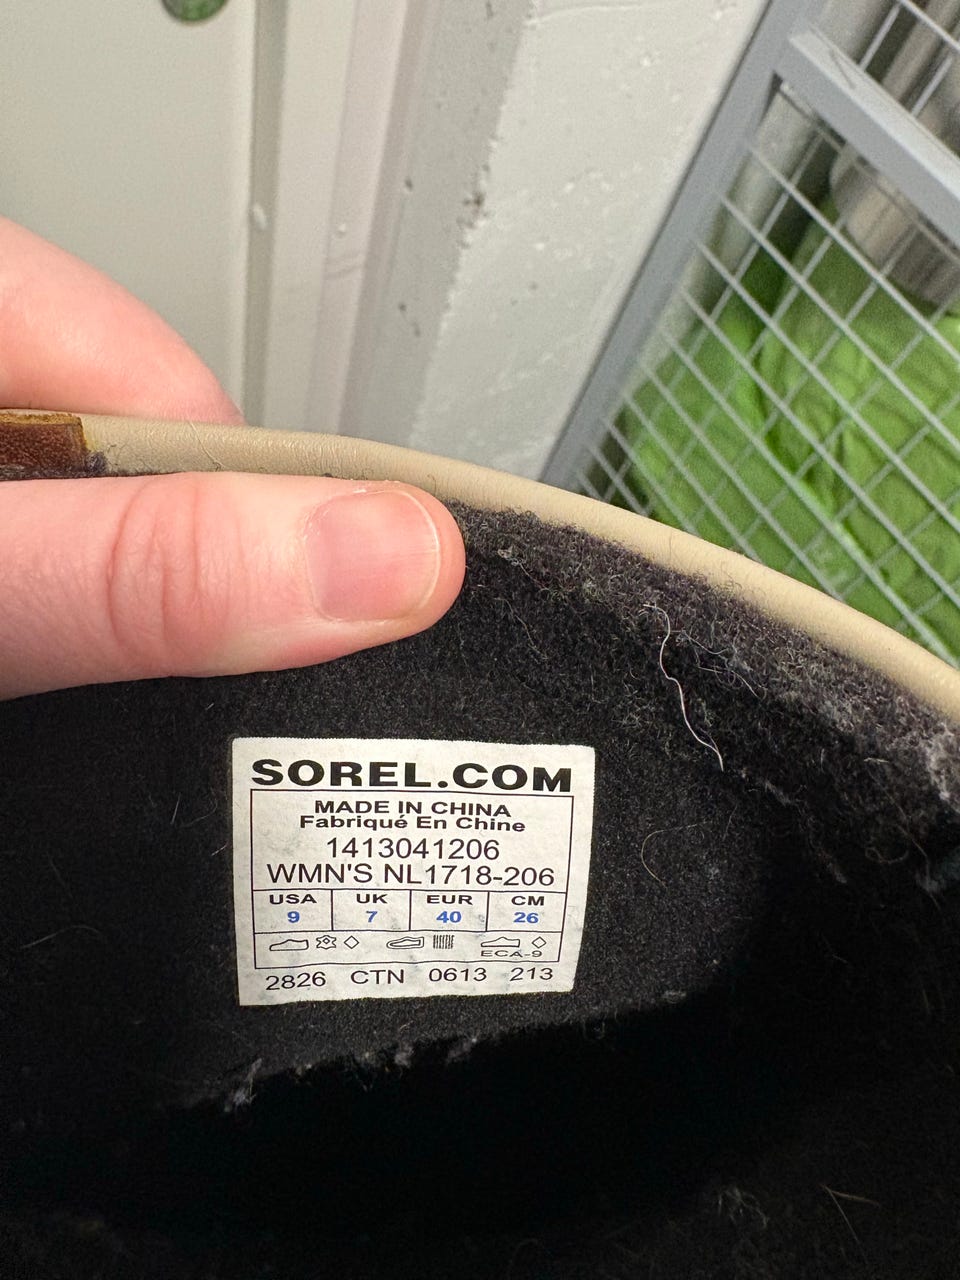 SOREL.COM
MADE IN CHINA
Fabriqué En Chine
1413041206
WMN'S NL1718-206
USA UK EUR CM
9 7 40 26
ECA-9
2826 CTN 0613 213